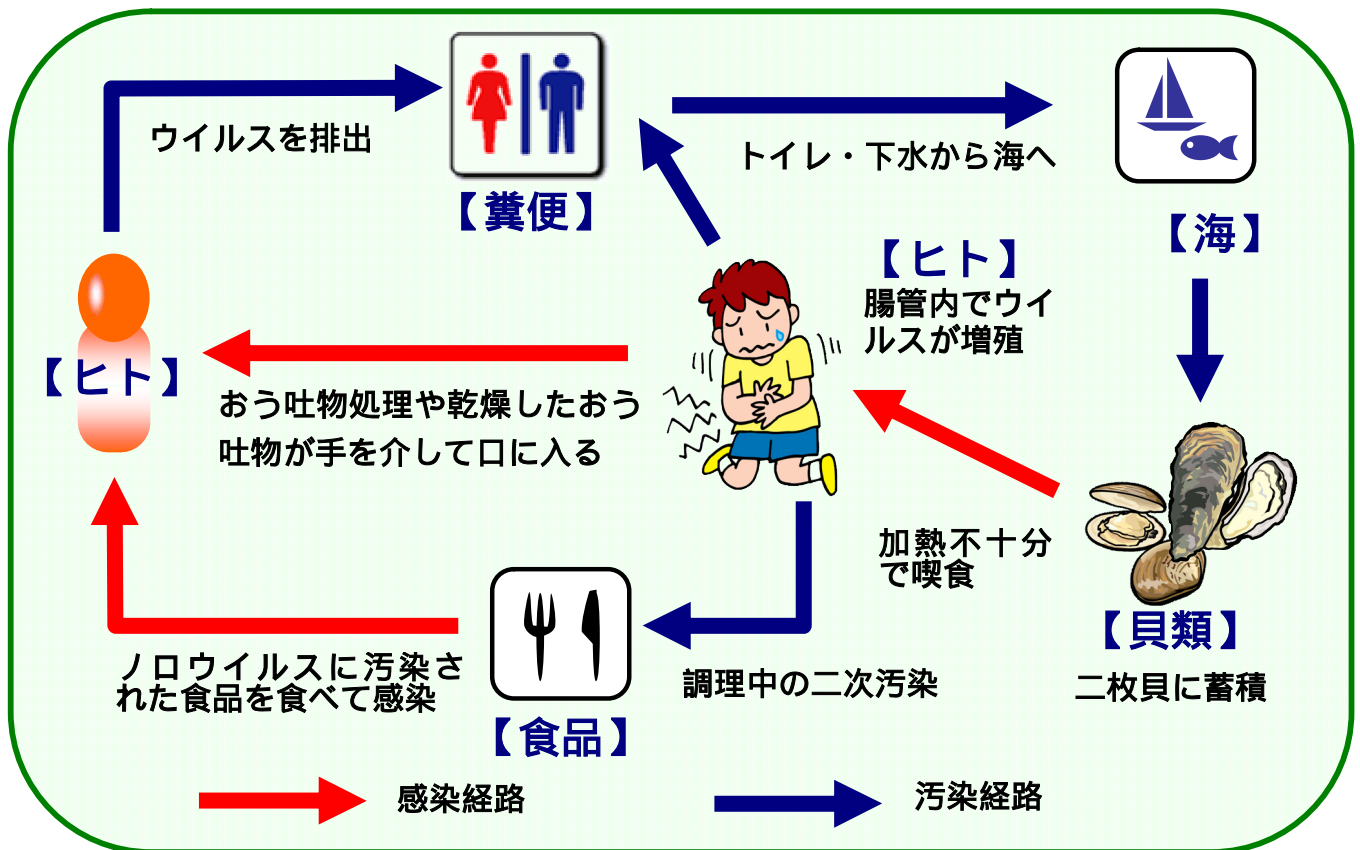 ウイルスを排出
【糞便】
トイレ・下水から海へ
【海】
【ヒト】
腸管内でウイ
ルスが増殖
【ヒト】
おう吐物処理や乾燥したおう
吐物が手を介して口に入る
加熱不十分
で喫食
【貝類】
二枚貝に蓄積
ノロウイルスに汚染さ
れた食品を食べて感染
【食品】
調理中の二次汚染
感染経路
汚染経路